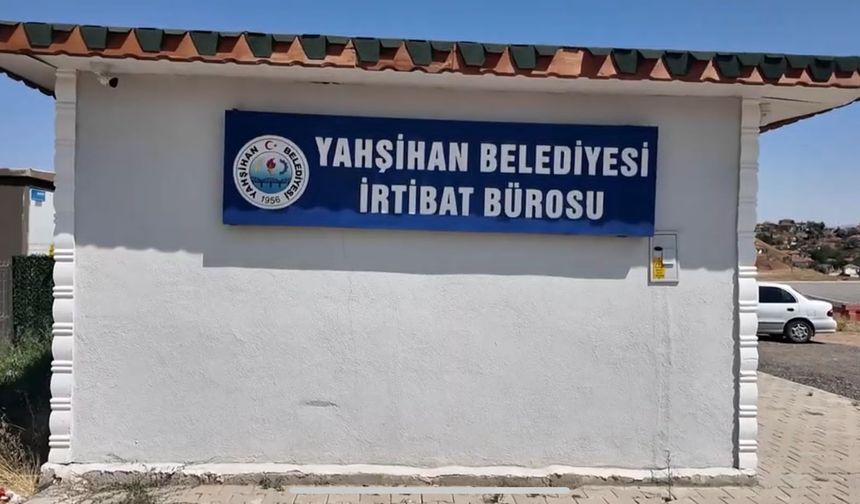 YAHŞİHAN BELEDİYESİ
İRTİBAT BÜROSU
YAHŞİHAN BELEDİYESİ
1956